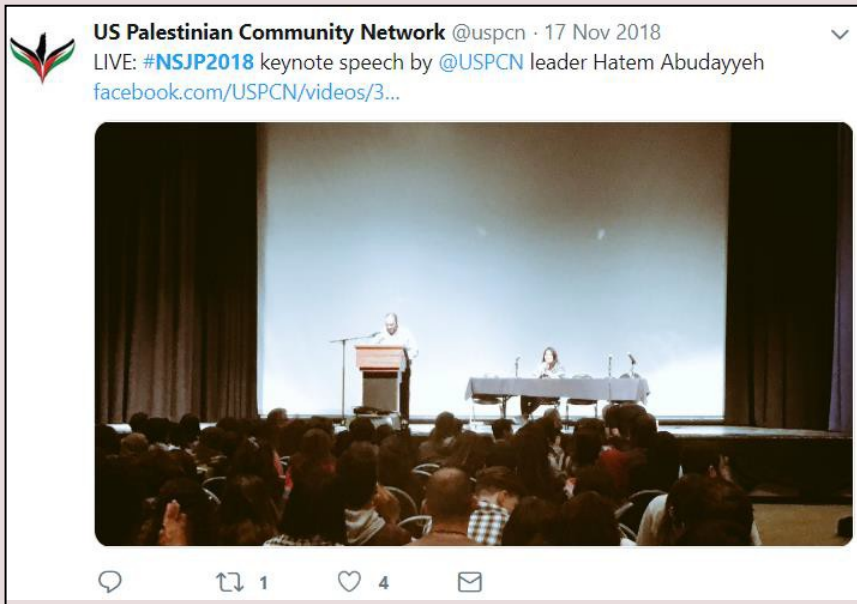 US Palestinian Community Network @uspcn · 17 Nov 2018
LIVE: #NSJP2018 keynote speech by @USPCN leader Hatem Abudayyeh
facebook.com/USPCN/videos/3...
1 4